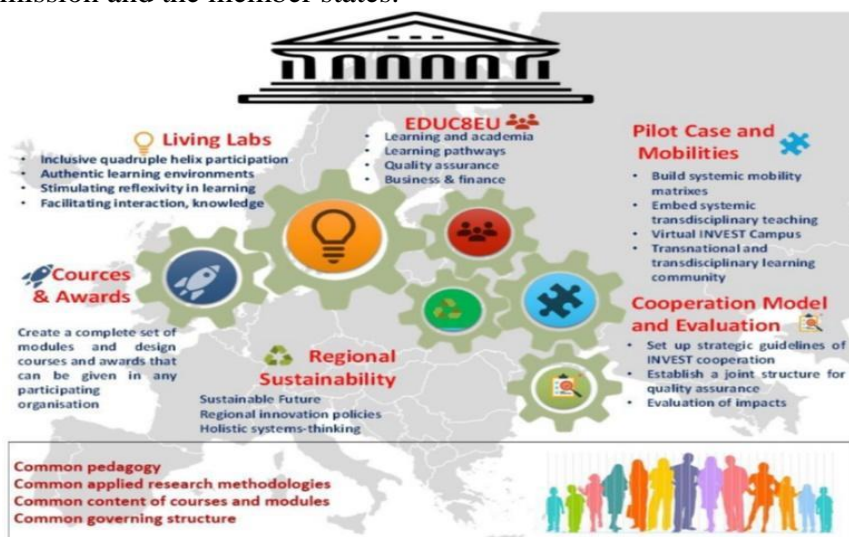 mission and the member states.
Living Labs
• Inclusive quadruple helix participation
• Authentic learning environments
• Stimulating reflexivity in learning
• Facilitating interaction, knowledge
EDUC8EU
• Learning and academia
• Learning pathways
• Quality assurance
• Business & finance
Pilot Case and
Mobilities
• Build systemic mobility
matrixes
• Embed systemic
transdisciplinary teaching
• Virtual INVEST Campus
• Transnational and
transdisciplinary learning
community
Cources
& Awards
Create a complete set of
modules and design
courses and awards that
can be given in any
participating
organisation
Regional
Sustainability
Sustainable Future
Regional innovation policies
Holistic systems-thinking
Cooperation Model
and Evaluation
• Set up strategic guidelines of
INVEST cooperation
• Establish a joint structure for
quality assurance
• Evaluation of impacts
Common pedagogy
Common applied research methodologies
Common content of courses and modules
Common governing structure